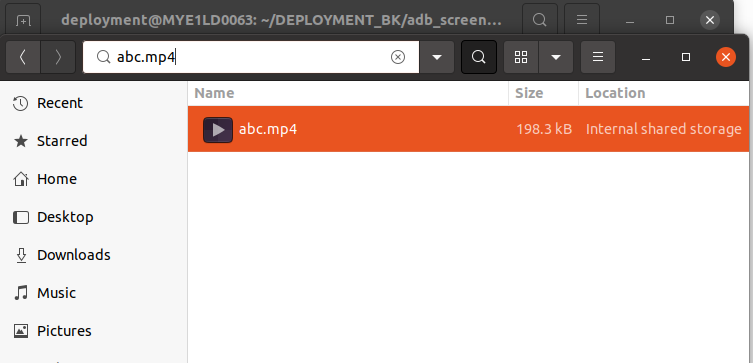 deployment@MYE1LD0063: ~/DEPLOYMENT_BK/adb_screen...
abc.mp4
Name Size Location
abc.mp4 198.3 kB Internal shared storage
Recent
Starred
Home
Desktop
Downloads
Music
Pictures